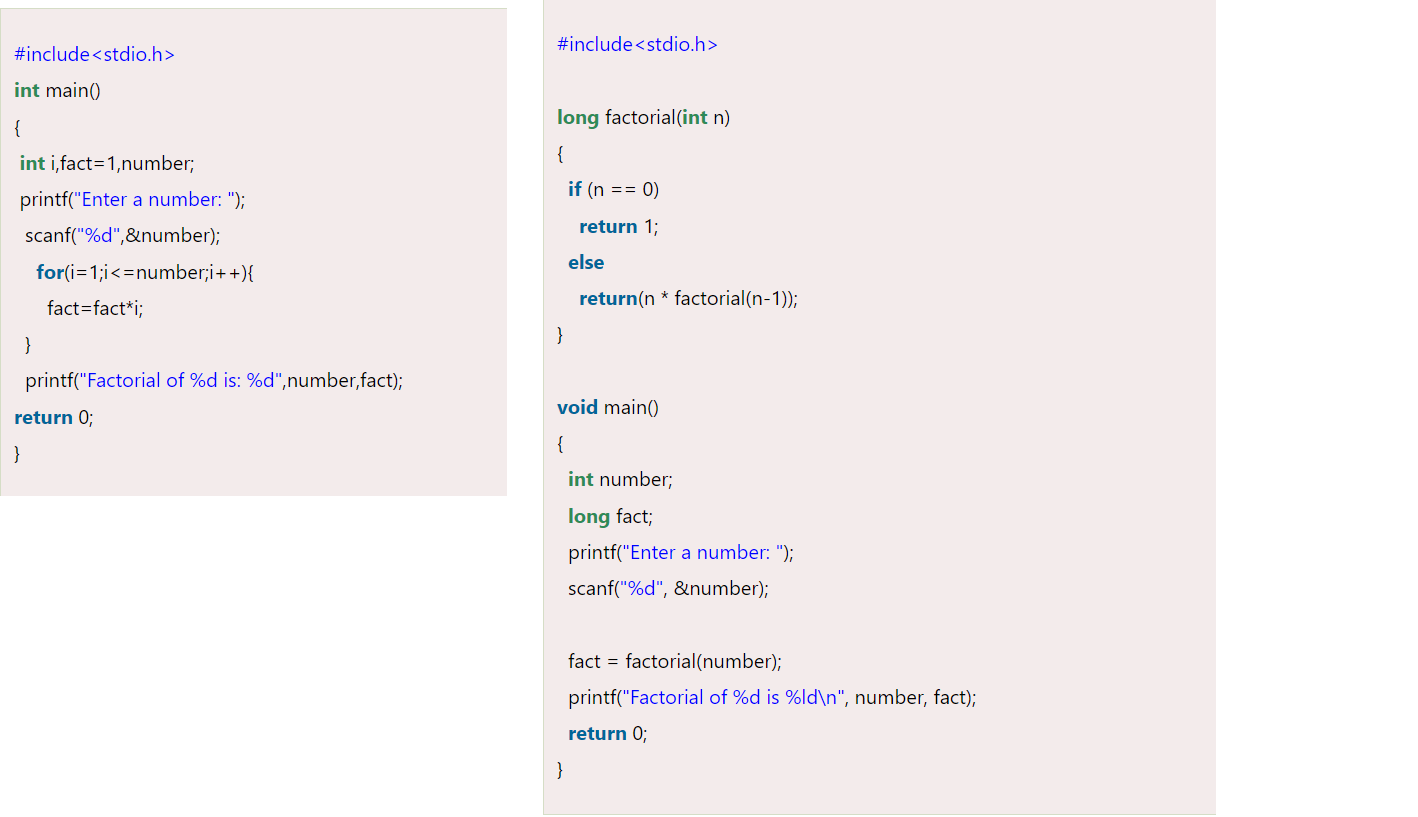 #include<stdio.h>
int main()
{
 int i,fact=1,number;
 printf("Enter a number: ");
  scanf("%d",&number);
    for(i=1;i<=number;i++){
      fact=fact*i;
  }
  printf("Factorial of %d is: %d",number,fact);
return 0;
}
#include<stdio.h>
long factorial(int n)
{
  if (n == 0)
    return 1;
  else
    return(n * factorial(n-1));
}
void main()
{
  int number;
  long fact;
  printf("Enter a number: ");
  scanf("%d", &number);
  fact = factorial(number);
  printf("Factorial of %d is %ld\n", number, fact);
  return 0;
}